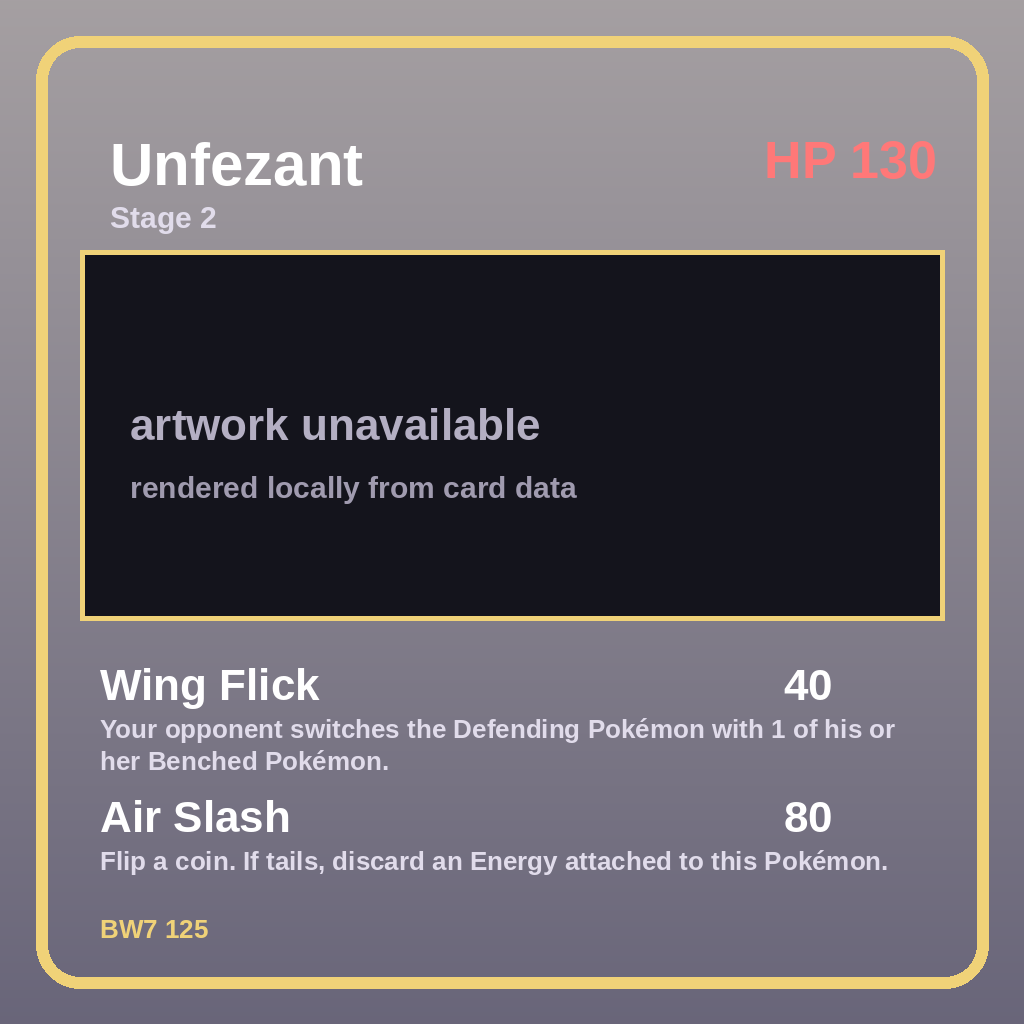 Unfezant
HP 130
Stage 2
artwork unavailable
rendered locally from card data
Wing Flick 40
Your opponent switches the Defending Pokémon with 1 of his or
her Benched Pokémon.
Air Slash 80
Flip a coin. If tails, discard an Energy attached to this Pokémon.
BW7 125